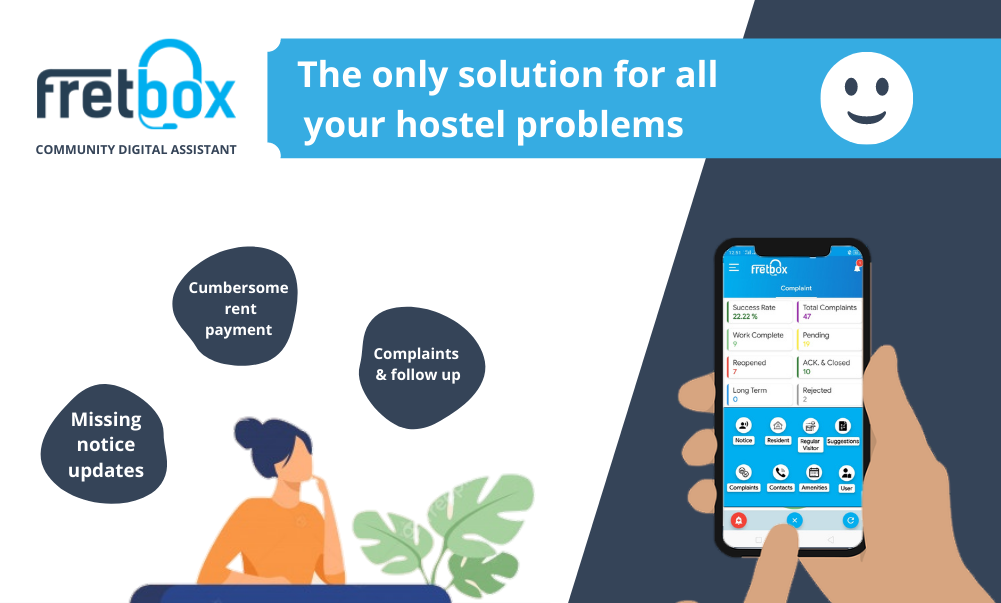 fretbox
COMMUNITY DIGITAL ASSISTANT
The only solution for all
your hostel problems
Cumbersome
rent
payment
Complaints
& follow up
Missing
notice
updates
fretbox
Complaint
Success Rate
22.22 %
Total Complaints
47
Work Complete
9
Pending
19
Reopened
7
ACK. & Closed
10
Long Term
0
Rejected
2
Notice
Resident
Regular
Visitor
Suggestions
Complaints
Contacts
Amenities
User